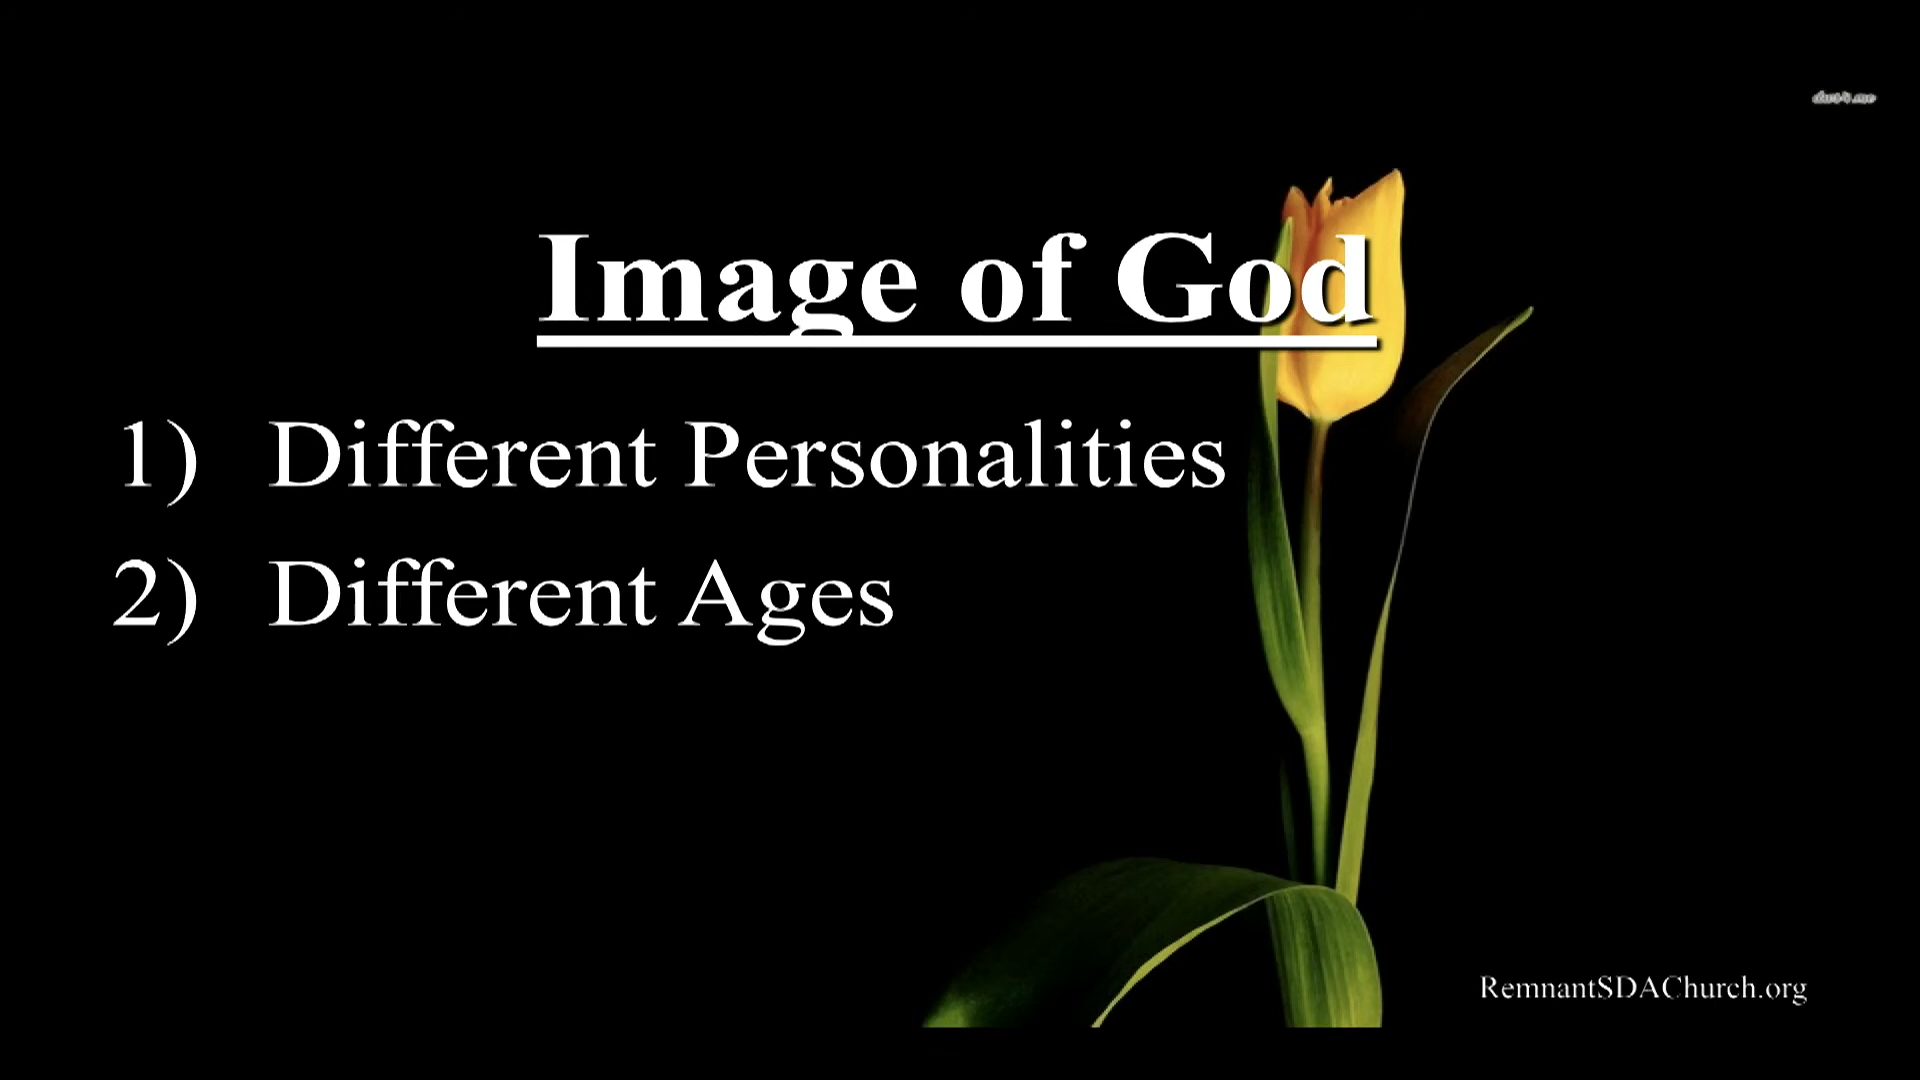 Image of God
1) Different Personalities
2) Different Ages
RemnantSDAChurch.org